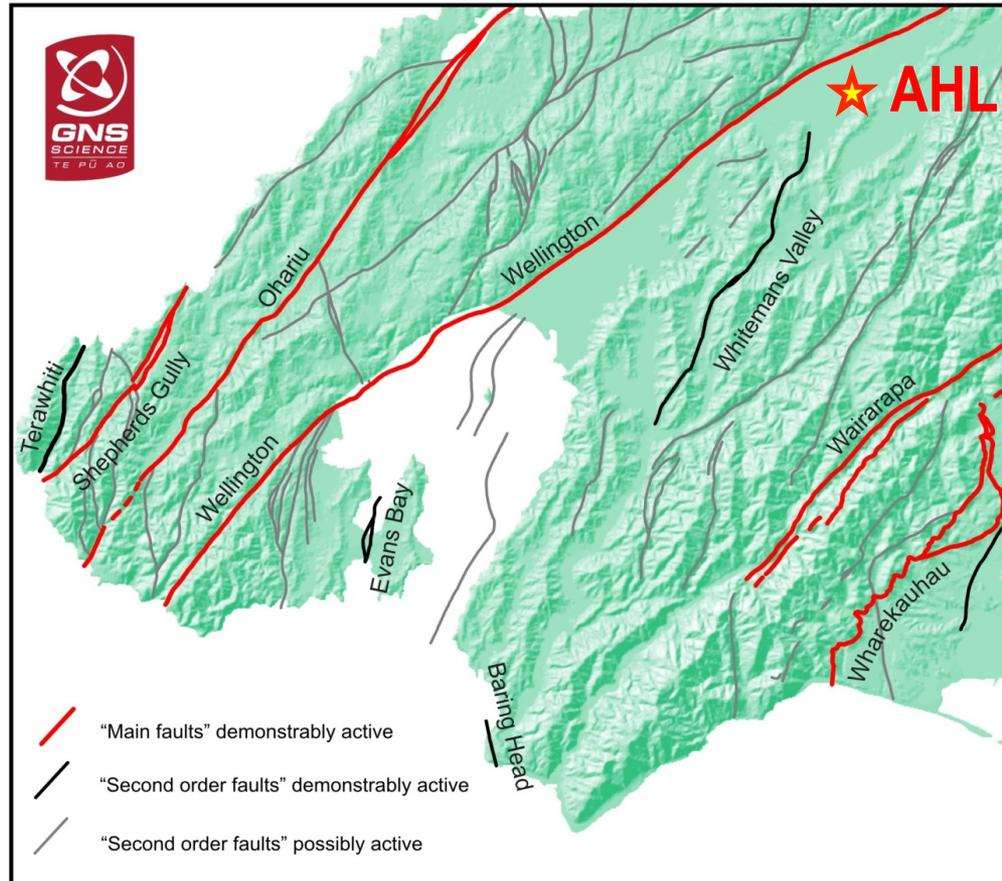 GNS
SCIENCE
TE PŪ AO
AHL
Ohariu
Wellington
Whitemans Valley
Terawhiti
Shepherds Gully
Wellington
Wairarapa
Evans Bay
Wharekauhau
Baring Head
“Main faults” demonstrably active
“Second order faults” demonstrably active
“Second order faults” possibly active